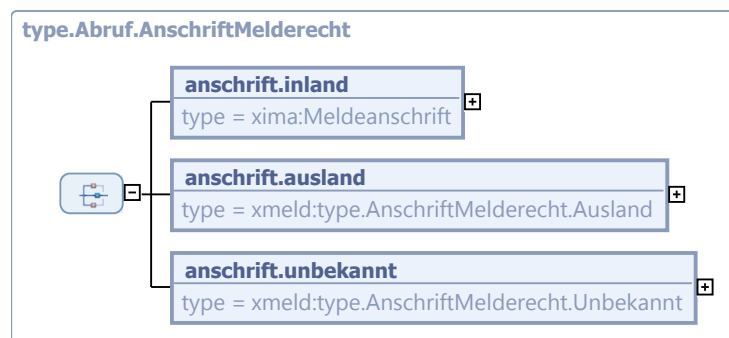 type.Abruf.AnschriftMelderecht
anschrift.inland
type = xima:Meldeanschrift
anschrift.ausland
type = xmeld:type.AnschriftMelderecht.Ausland
anschrift.unbekannt
type = xmeld:type.AnschriftMelderecht.Unbekannt